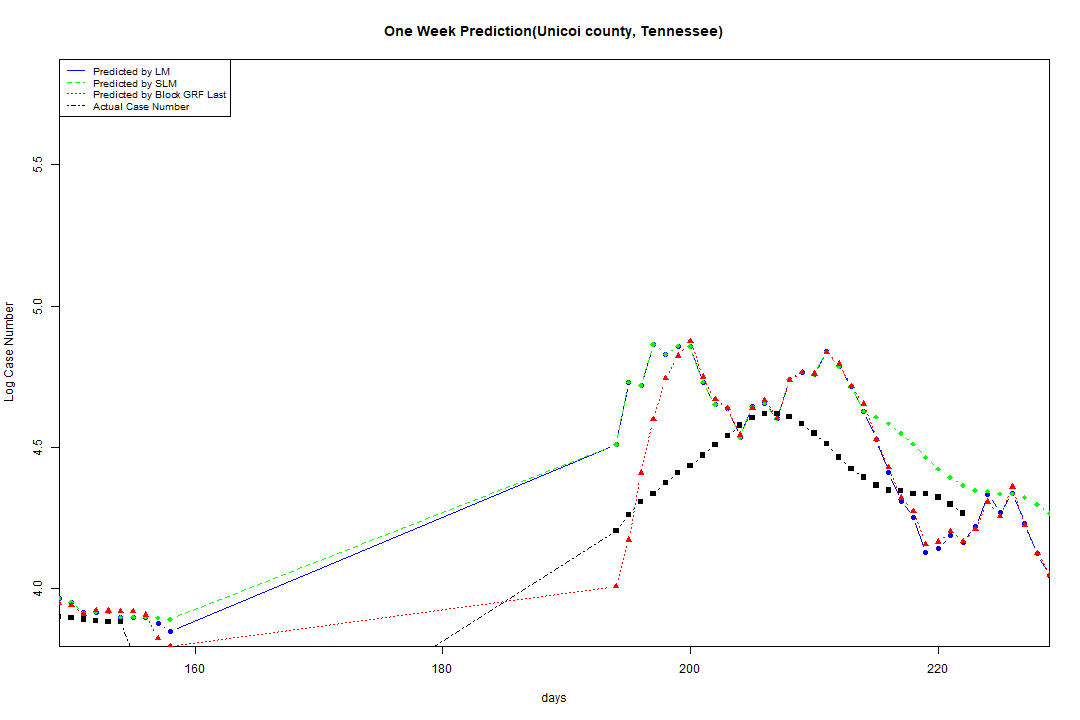 One Week Prediction(Unicoi county, Tennessee)
Predicted by LM
Predicted by SLM
Predicted by Block GRF Last
Actual Case Number
5.5
5.0
4.5
4.0
Log Case Number
160
180
200
220
days